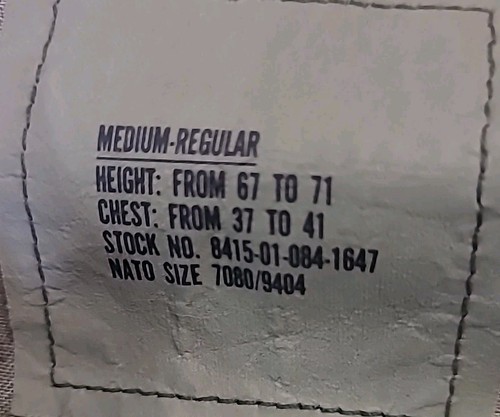 MEDIUM-REGULAR
HEIGHT: FROM 67 TO 71
CHEST: FROM 37 TO 41
STOCK NO. 8415-01-084-1647
NATO SIZE 7080/9404